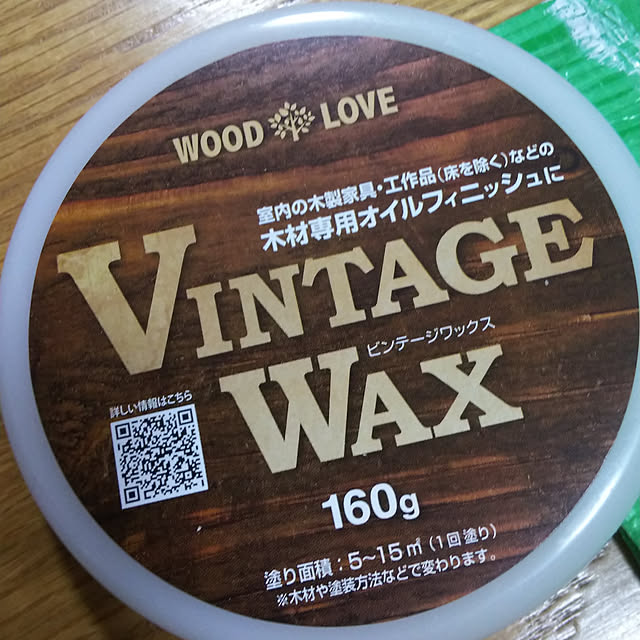 WOOD LOVE
室内の木製家具・工作品(床を除く)などの
木材専用オイルフィニッシュに
VINTAGE
ビンテージワックス
WAX
詳しい情報はこちら
160g
塗り面積:5~15㎡(1回塗り)
※木材や塗装方法などで変わります。